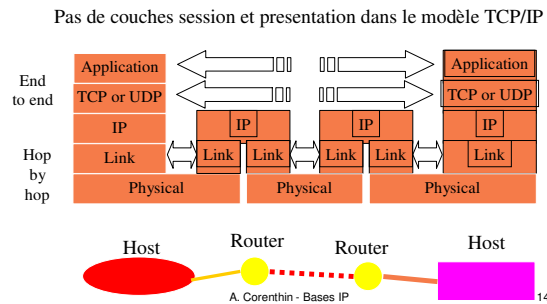 Pas de couches session et presentation dans le modèle TCP/IP
End
to end
Application
Application
TCP or UDP
TCP or UDP
IP
IP
IP
IP
Hop
by
hop
Link
Link
Link
Link
Link
Link
Physical
Physical
Physical
Host
Router
Router
Host
A. Corenthin - Bases IP
14